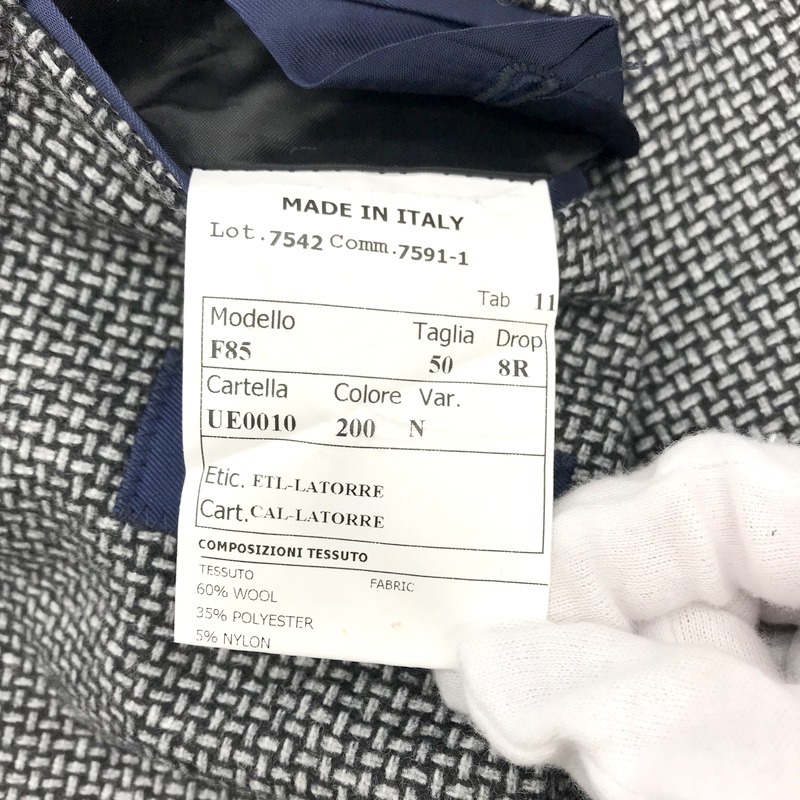 MADE IN ITALY
Lot.7542 Comm.7591-1
Tab 11
Modello Taglia Drop
F85 50 8R
Cartella Colore Var.
UE0010 200 N
Etic. ETL-LATORRE
Cart.CAL-LATORRE
COMPOSIZIONI TESSUTO
TESSUTO FABRIC
60% WOOL
35% POLYESTER
5% NYLON